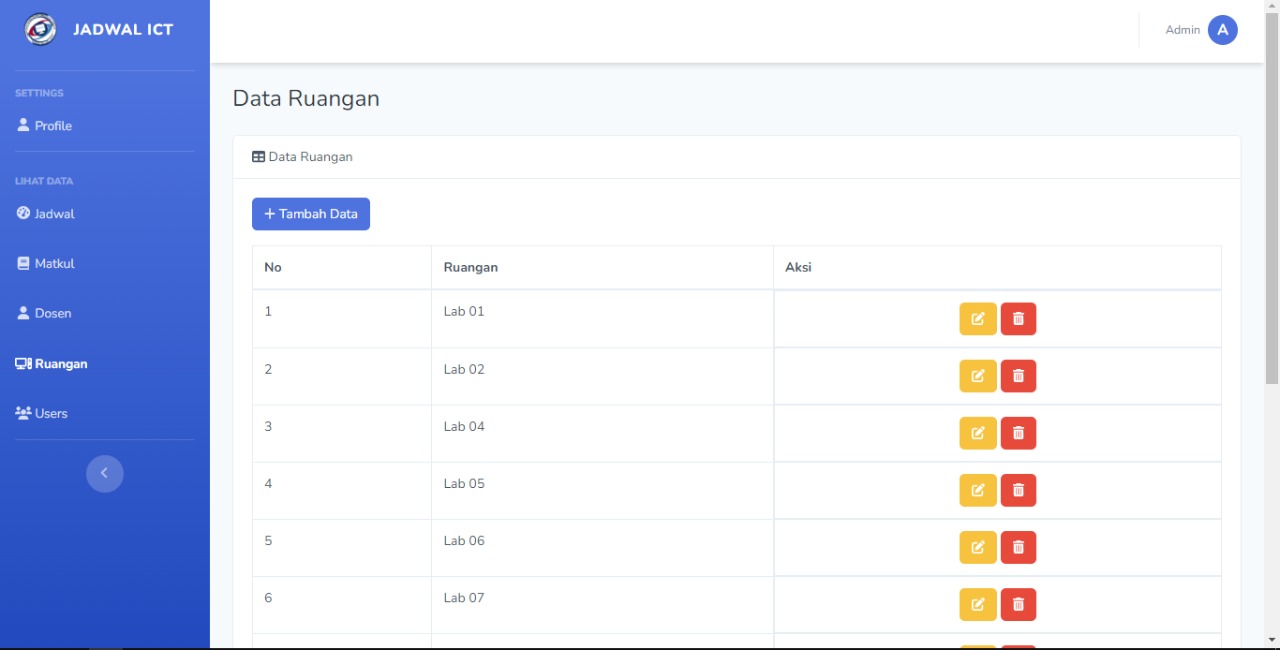 JADWAL ICT
Admin A
SETTINGS
Profile
LIHAT DATA
Jadwal
Matkul
Dosen
Ruangan
Users
Data Ruangan
Data Ruangan
+ Tambah Data
No Ruangan Aksi
1 Lab 01
2 Lab 02
3 Lab 04
4 Lab 05
5 Lab 06
6 Lab 07